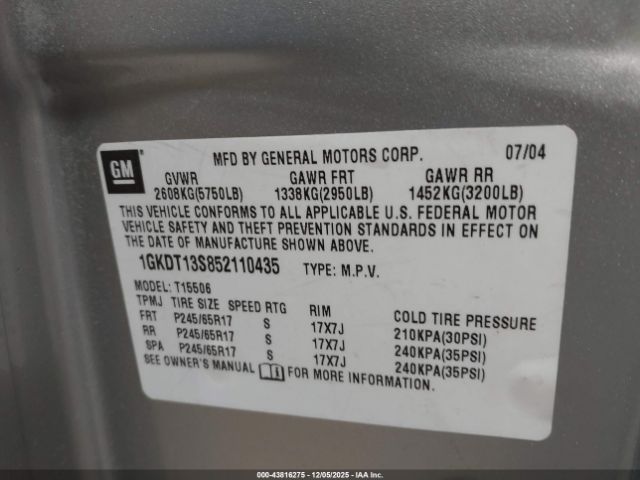 GM
MFD BY GENERAL MOTORS CORP. 07/04
GVWR GAWR FRT GAWR RR
2608KG(5750LB) 1338KG(2950LB) 1452KG(3200LB)
THIS VEHICLE CONFORMS TO ALL APPLICABLE U.S. FEDERAL MOTOR
VEHICLE SAFETY AND THEFT PREVENTION STANDARDS IN EFFECT ON
THE DATE OF MANUFACTURE SHOWN ABOVE.
1GKDT13S852110435 TYPE: M.P.V.
MODEL: T15506
TPMJ TIRE SIZE SPEED RTG RIM COLD TIRE PRESSURE
FRT P245/65R17 S 17X7J 210KPA(30PSI)
RR P245/65R17 S 17X7J 240KPA(35PSI)
SPA P245/65R17 S 17X7J 240KPA(35PSI)
SEE OWNER'S MANUAL FOR MORE INFORMATION.
000-43816275 - 12/05/2025 - IAA Inc.